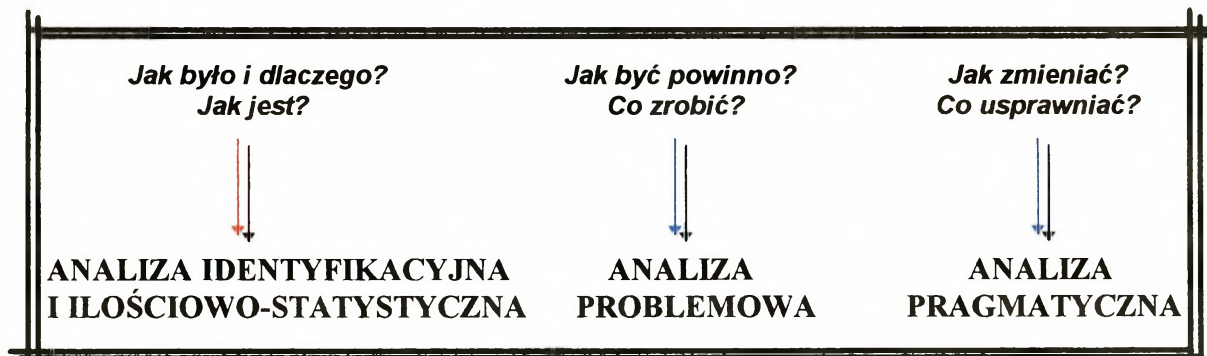 Jak było i dlaczego?
Jak jest?
Jak być powinno?
Co zrobić?
Jak zmieniać?
Co usprawniać?
ANALIZA IDENTYFIKACYJNA
I ILOŚCIOWO-STATYSTYCZNA
ANALIZA
PROBLEMOWA
ANALIZA
PRAGMATYCZNA